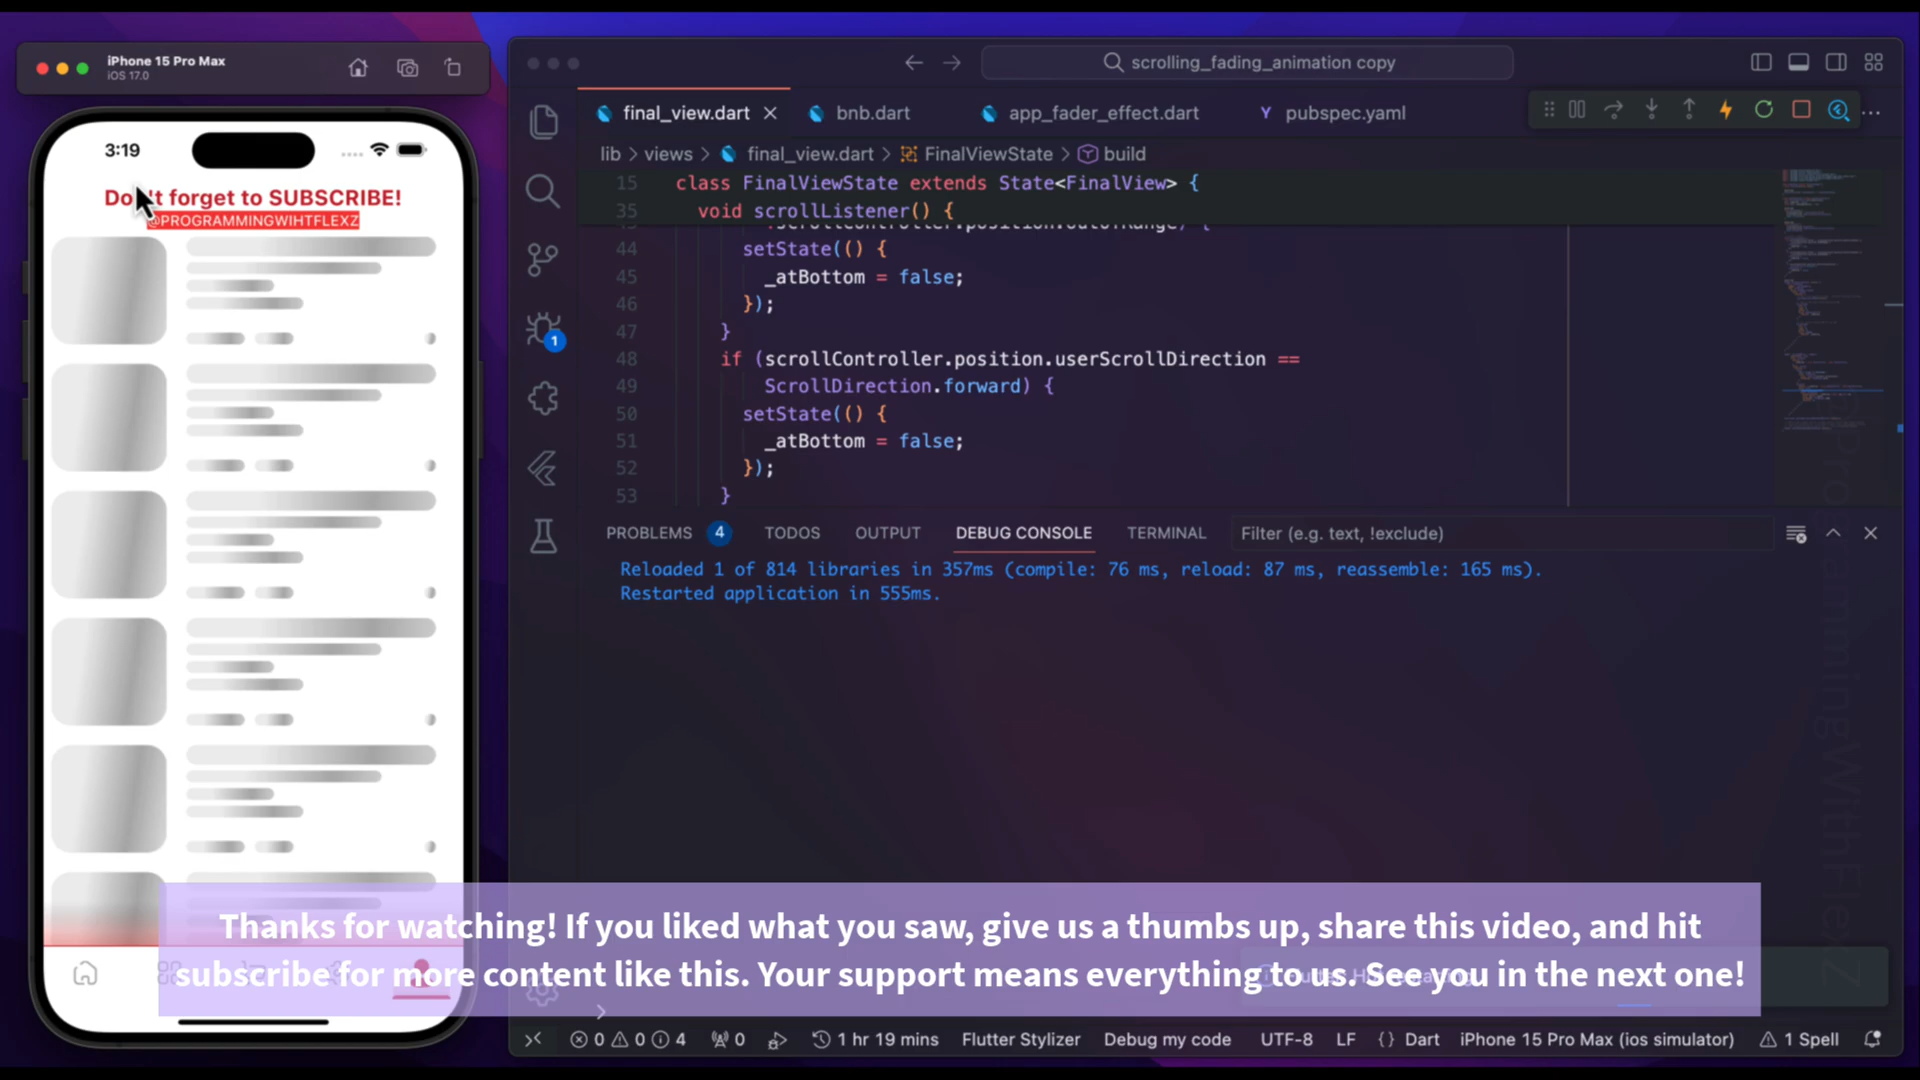 iPhone 15 Pro Max
iOS 17.0
3:19
Don't forget to SUBSCRIBE!
@PROGRAMMINGWIHTFLEXZ
scrolling_fading_animation copy
final_view.dart
bnb.dart
app_fader_effect.dart
Y pubspec.yaml
lib > views > final_view.dart > FinalViewState > build
15 class FinalViewState extends State<FinalView> {
35 void scrollListener() {
44 setState(() {
45 _atBottom = false;
46 });
47 }
48 if (scrollController.position.userScrollDirection ==
49 ScrollDirection.forward) {
50 setState(() {
51 _atBottom = false;
52 });
53 }
1
PROBLEMS 4 TODOS OUTPUT DEBUG CONSOLE TERMINAL Filter (e.g. text, !exclude)
Reloaded 1 of 814 libraries in 357ms (compile: 76 ms, reload: 87 ms, reassemble: 165 ms).
Restarted application in 555ms.
Thanks for watching! If you liked what you saw, give us a thumbs up, share this video, and hit
subscribe for more content like this. Your support means everything to us. See you in the next one!
0 0 4 0 1 hr 19 mins Flutter Stylizer Debug my code UTF-8 LF {} Dart iPhone 15 Pro Max (ios simulator) 1 Spell
@ProgrammingWithFlexZ